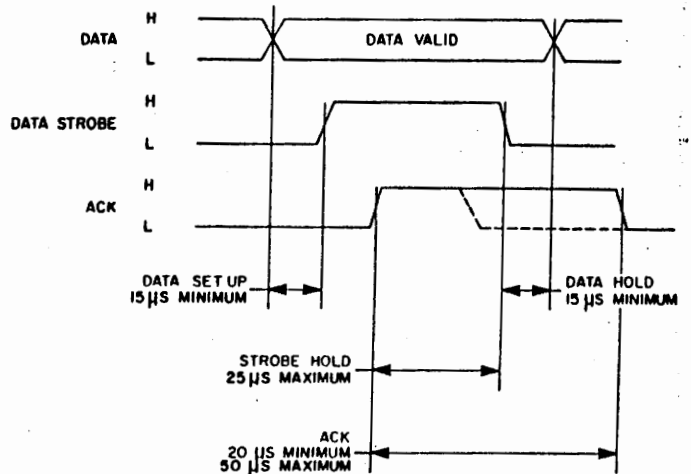 H
DATA
DATA VALID
L
H
DATA STROBE
L
H
ACK
L
DATA SET UP
15 µS MINIMUM
DATA HOLD
15 µS MINIMUM
STROBE HOLD
25 µS MAXIMUM
ACK
20 µS MINIMUM
50 µS MAXIMUM